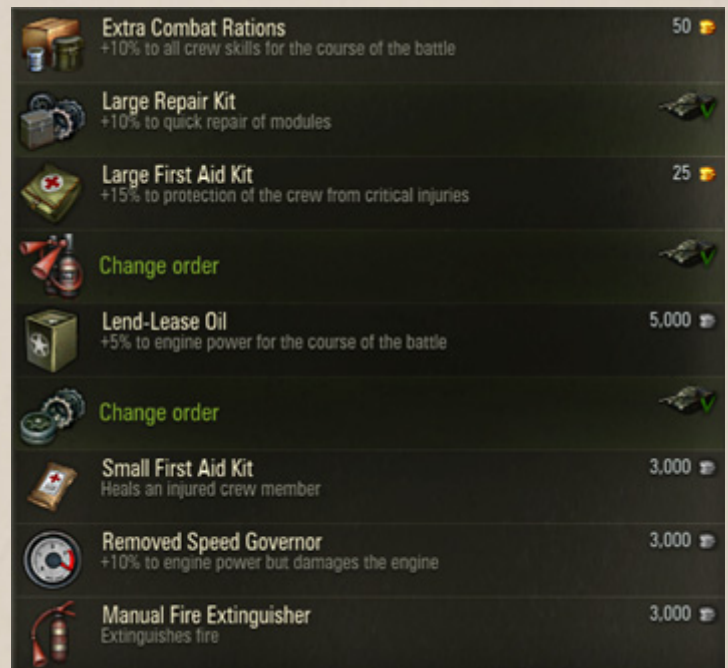 Extra Combat Rations 50
+10% to all crew skills for the course of the battle
Large Repair Kit
+10% to quick repair of modules
Large First Aid Kit 25
+15% to protection of the crew from critical injuries
Change order
Lend-Lease Oil 5,000
+5% to engine power for the course of the battle
Change order
Small First Aid Kit 3,000
Heals an injured crew member
Removed Speed Governor 3,000
+10% to engine power but damages the engine
Manual Fire Extinguisher 3,000
Extinguishes fire